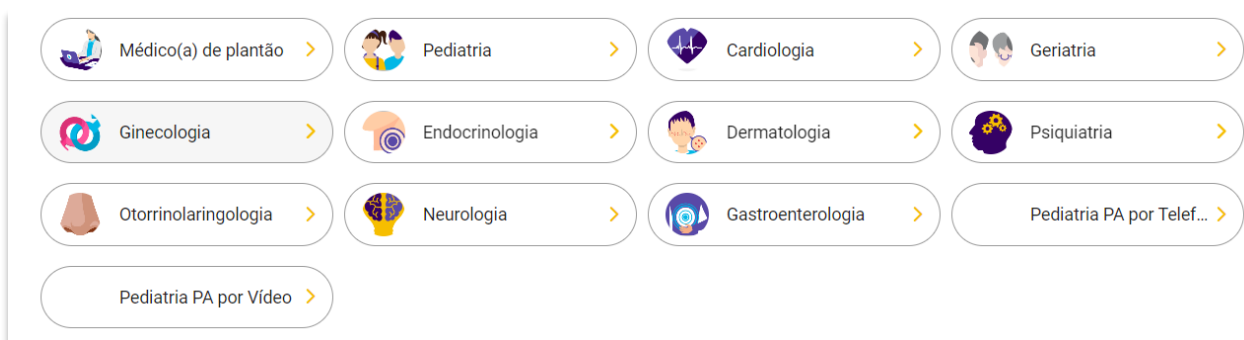 Médico(a) de plantão
Pediatria
Cardiologia
Geriatria
Ginecologia
Endocrinologia
Dermatologia
Psiquiatria
Otorrinolaringologia
Neurologia
Gastroenterologia
Pediatria PA por Telef...
Pediatria PA por Vídeo